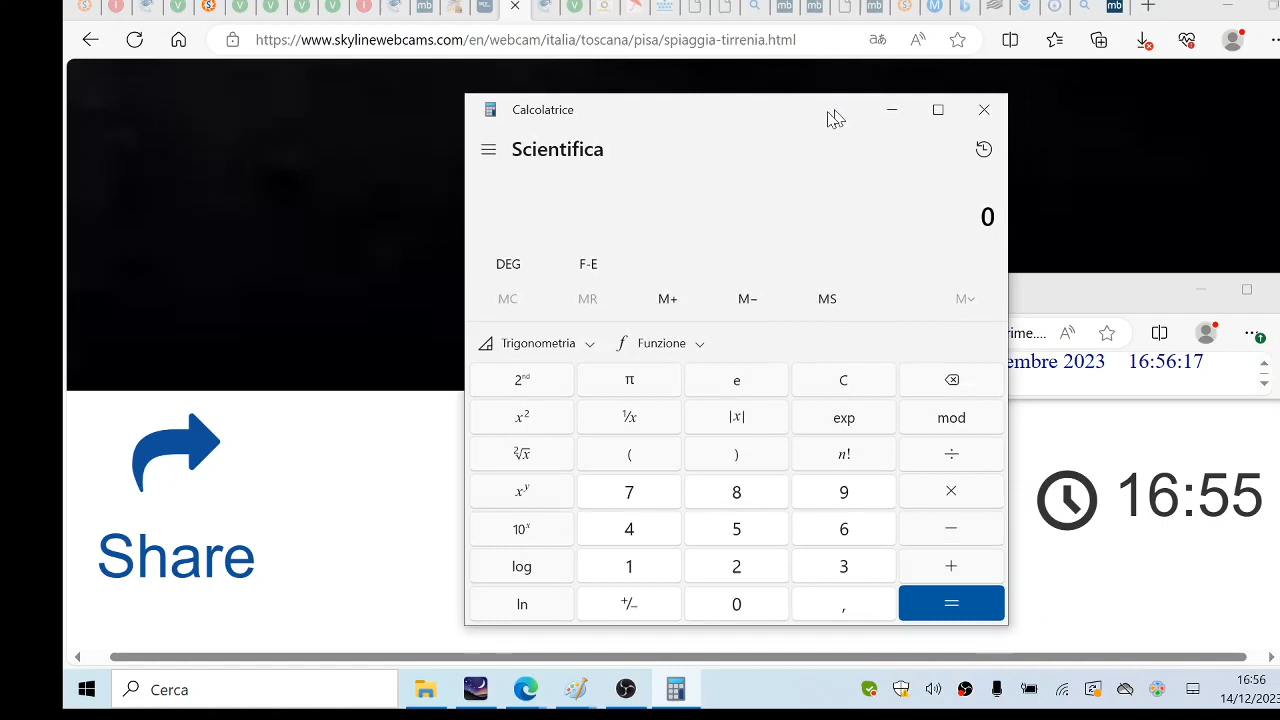 https://www.skylinewebcams.com/en/webcam/italia/toscana/pisa/spiaggia-tirrenia.html
Calcolatrice
Scientifica
0
DEG F-E
MC MR M+ M− MS M
Trigonometria f Funzione
2nd π e C
x² ¹/x |x| exp mod
²√x ( ) n! ÷
xʸ 7 8 9 ×
10ˣ 4 5 6 −
log 1 2 3 +
ln +/− 0 , =
rime....
embre 2023 16:56:17
Share
16:55
Cerca
16:56
14/12/2023